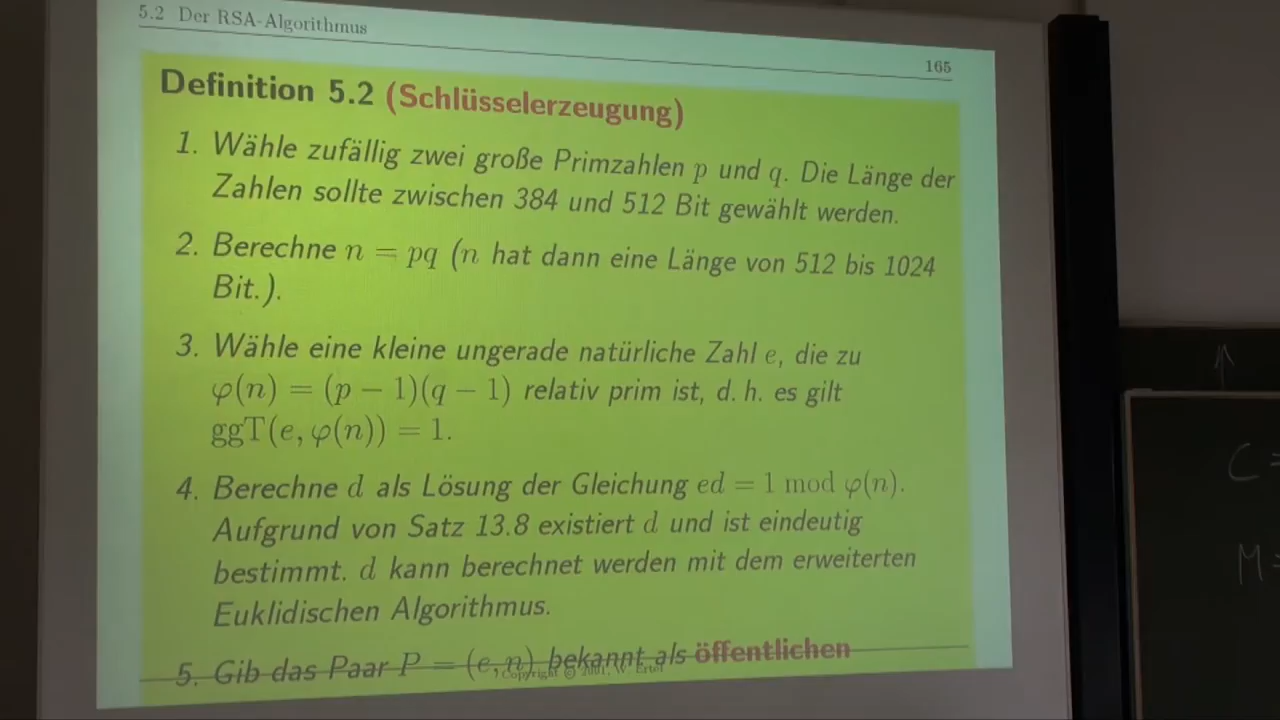 5.2 Der RSA-Algorithmus
165
Definition 5.2 (Schlüsselerzeugung)
1. Wähle zufällig zwei große Primzahlen p und q. Die Länge der
Zahlen sollte zwischen 384 und 512 Bit gewählt werden.
2. Berechne n = pq (n hat dann eine Länge von 512 bis 1024
Bit.).
3. Wähle eine kleine ungerade natürliche Zahl e, die zu
φ(n) = (p − 1)(q − 1) relativ prim ist, d. h. es gilt
ggT(e, φ(n)) = 1.
4. Berechne d als Lösung der Gleichung ed = 1 mod φ(n).
Aufgrund von Satz 13.8 existiert d und ist eindeutig
bestimmt. d kann berechnet werden mit dem erweiterten
Euklidischen Algorithmus.
5. Gib das Paar P = (e, n) bekannt als öffentlichen
Copyright © 2001, W. Ertel
C =
M =